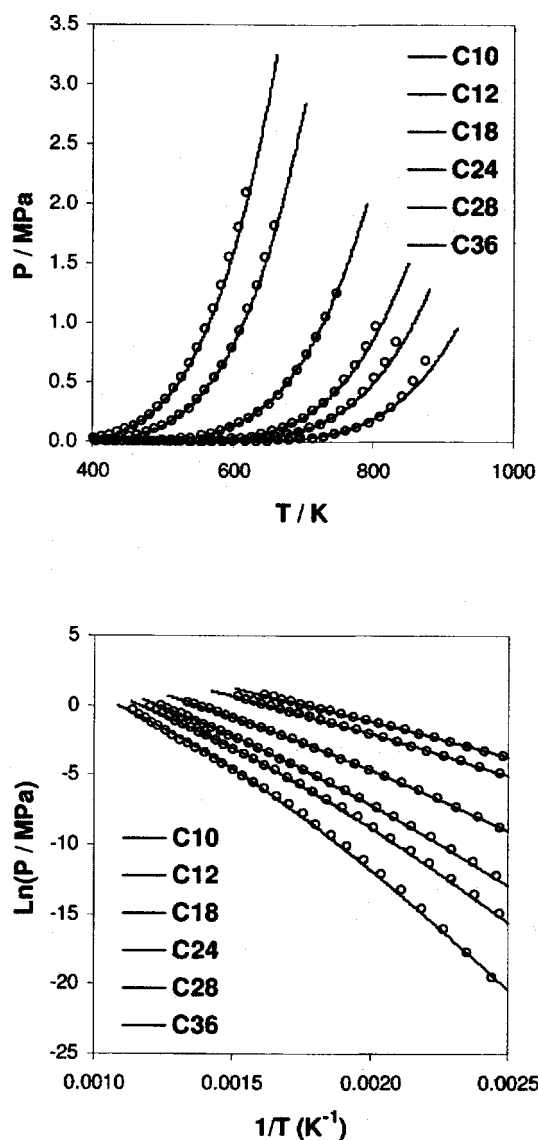 3.5
3.0
2.5
2.0
1.5
1.0
0.5
0.0
P / MPa
C10
C12
C18
C24
C28
C36
400 600 800 1000
T / K
5
0
-5
-10
-15
-20
-25
Ln(P / MPa)
C10
C12
C18
C24
C28
C36
0.0010 0.0015 0.0020 0.0025
1/T (K⁻¹)